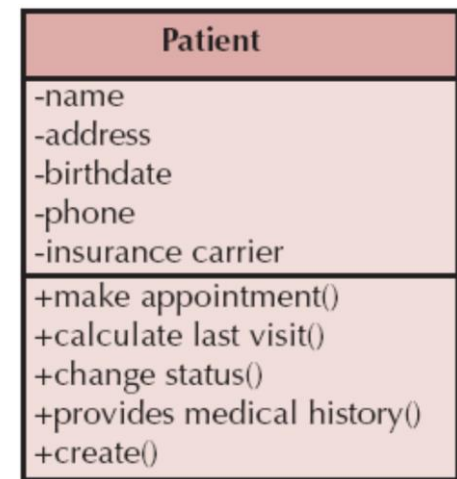 Patient
-name
-address
-birthdate
-phone
-insurance carrier
+make appointment()
+calculate last visit()
+change status()
+provides medical history()
+create()